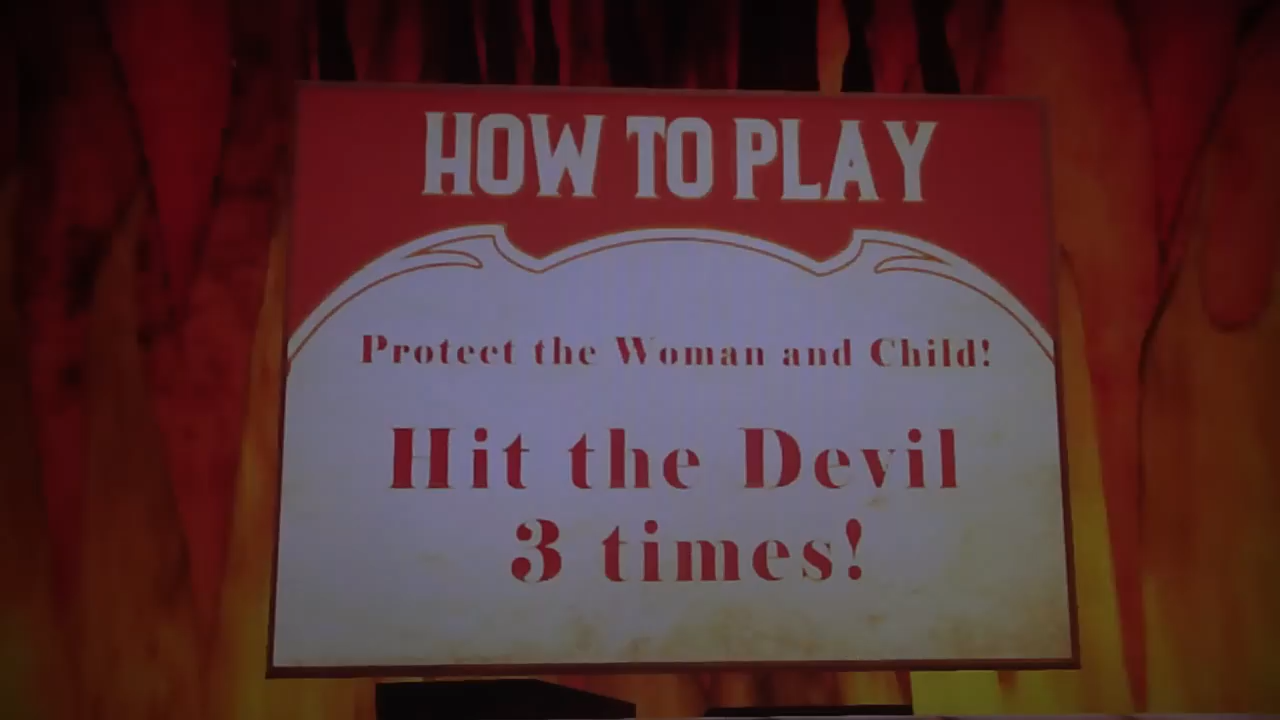 HOW TO PLAY
Protect the Woman and Child!
Hit the Devil
3 times!